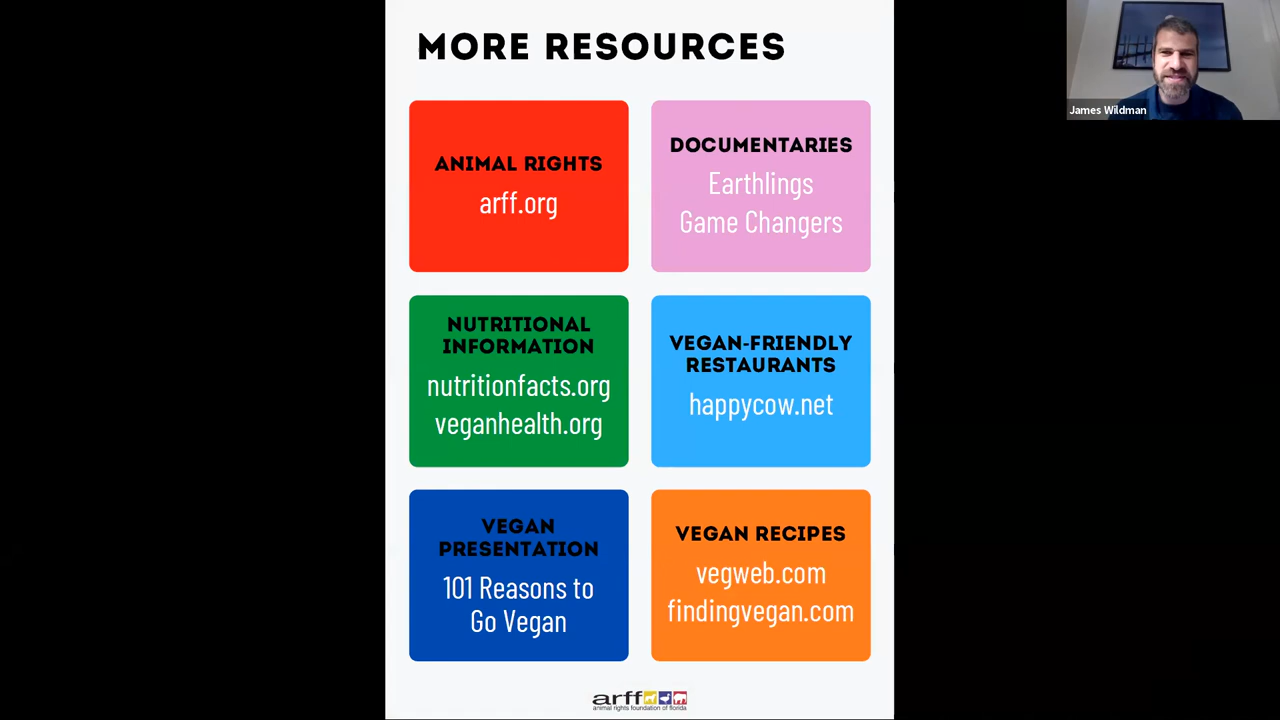 MORE RESOURCES
James Wildman
ANIMAL RIGHTS
arff.org
DOCUMENTARIES
Earthlings
Game Changers
NUTRITIONAL
INFORMATION
nutritionfacts.org
veganhealth.org
VEGAN-FRIENDLY
RESTAURANTS
happycow.net
VEGAN
PRESENTATION
101 Reasons to
Go Vegan
VEGAN RECIPES
vegweb.com
findingvegan.com
arff
animal rights foundation of florida